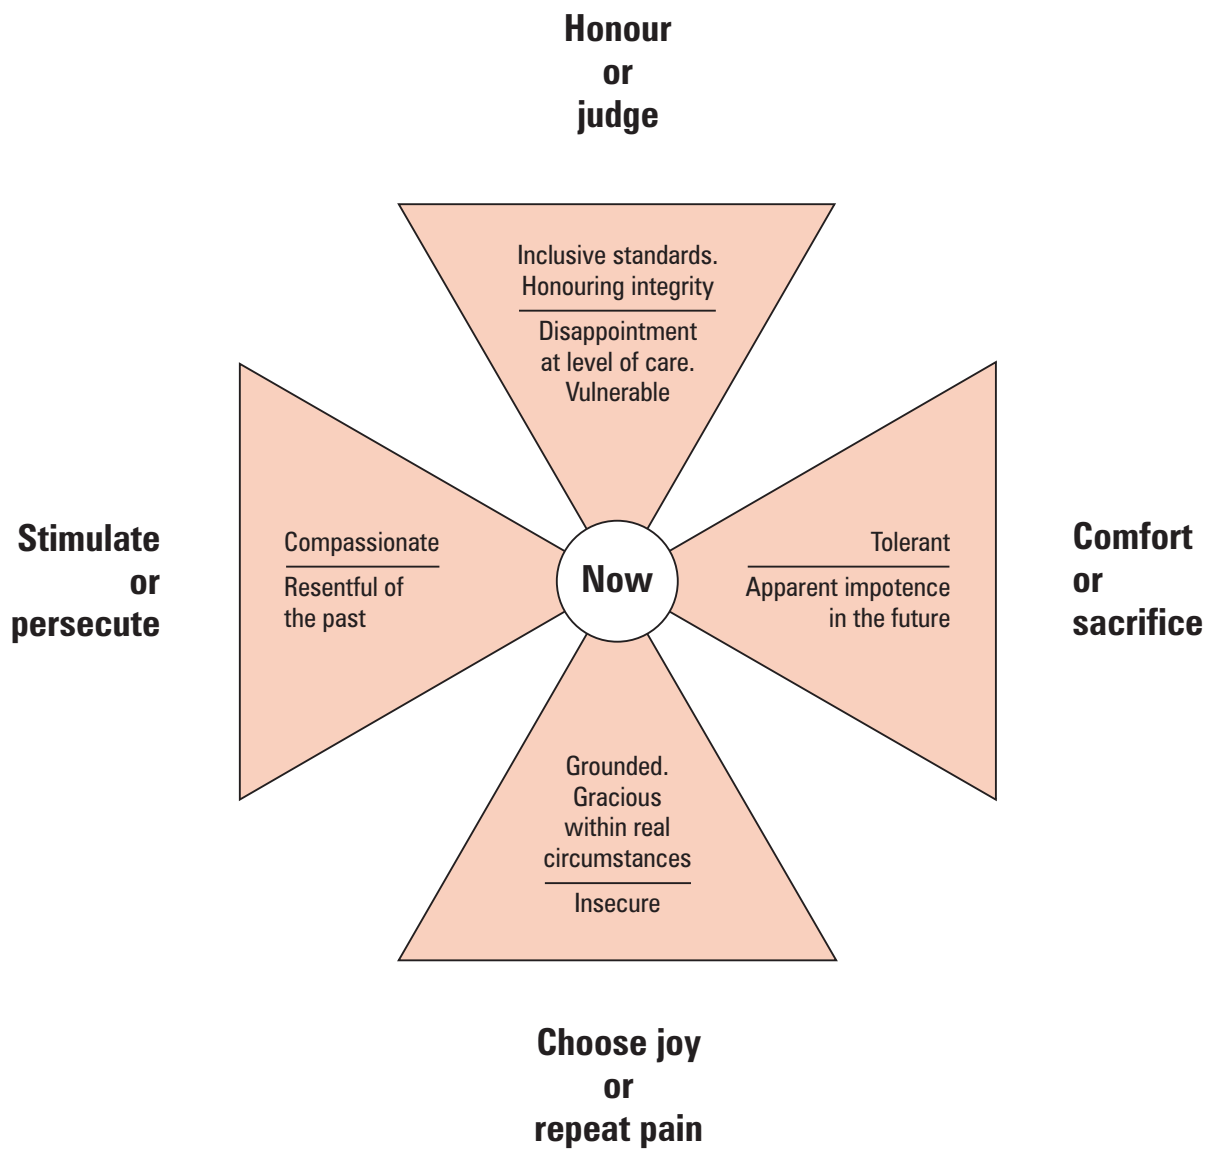 Honour
or
judge
Inclusive standards.
Honouring integrity
Disappointment
at level of care.
Vulnerable
Stimulate
or
persecute
Compassionate
Resentful of
the past
Now
Tolerant
Apparent impotence
in the future
Comfort
or
sacrifice
Grounded.
Gracious
within real
circumstances
Insecure
Choose joy
or
repeat pain